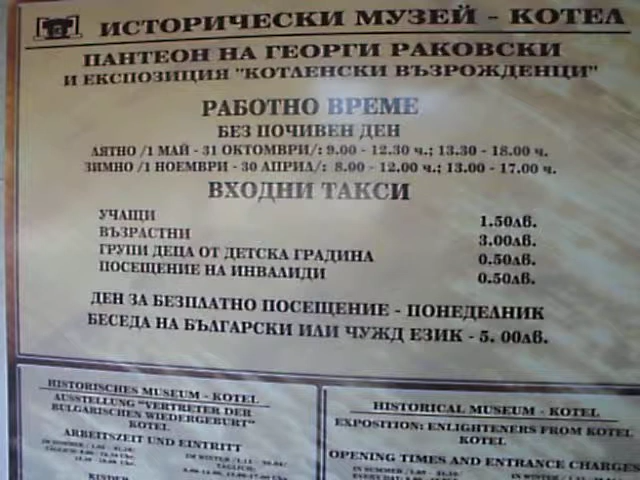 ИСТОРИЧЕСКИ МУЗЕЙ - КОТЕЛ
ПАНТЕОН НА ГЕОРГИ РАКОВСКИ
И ЕКСПОЗИЦИЯ "КОТЛЕНСКИ ВЪЗРОЖДЕНЦИ"
РАБОТНО ВРЕМЕ
БЕЗ ПОЧИВЕН ДЕН
ЛЯТНО /1 МАЙ - 31 ОКТОМВРИ/: 9.00 - 12.30 ч.; 13.30 - 18.00 ч.
ЗИМНО /1 НОЕМВРИ - 30 АПРИЛ/: 8.00 - 12.00 ч.; 13.00 - 17.00 ч.
ВХОДНИ ТАКСИ
УЧАЩИ 1.50лв.
ВЪЗРАСТНИ 3.00лв.
ГРУПИ ДЕЦА ОТ ДЕТСКА ГРАДИНА 0.50лв.
ПОСЕЩЕНИЕ НА ИНВАЛИДИ 0.50лв.
ДЕН ЗА БЕЗПЛАТНО ПОСЕЩЕНИЕ - ПОНЕДЕЛНИК
БЕСЕДА НА БЪЛГАРСКИ ИЛИ ЧУЖД ЕЗИК - 5. 00лв.
HISTORISCHES MUSEUM - KOTEL
AUSSTELLUNG "VERTRETER DER
BULGARISCHEN WIEDERGEBURT"
KOTEL
ARBEITSZEIT UND EINTRITT
KINDER
HISTORICAL MUSEUM - KOTEL
EXPOSITION: ENLIGHTENERS FROM KOTEL
KOTEL
OPENING TIMES AND ENTRANCE CHARGES